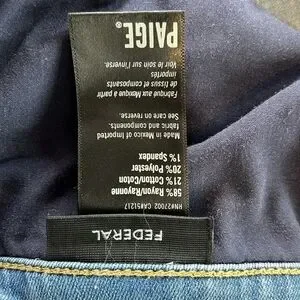 PAIGE®
Voir le soin sur l'inverse.
importés
de tissus et composants
Fabriqué aux Mexique à partir
See care on reverse.
fabric and components.
Made in Mexico of Imported
1% Spandex
20% Polyester
21% Cotton/Coton
58% Rayon/Rayonne
RN#27002 CA#51217
FEDERAL